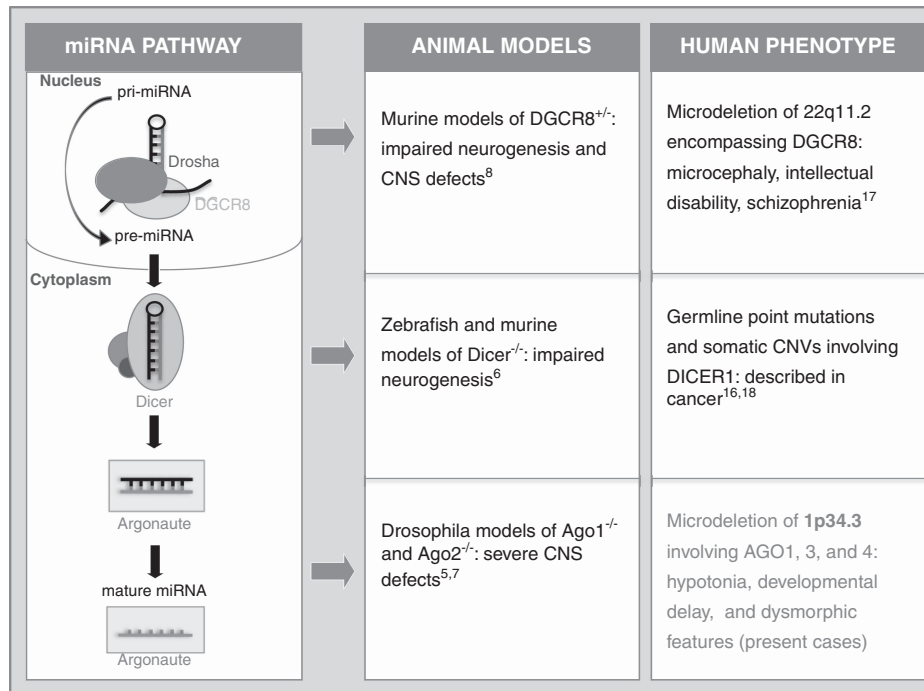 miRNA PATHWAY
Nucleus
pri-miRNA
Drosha
DGCR8
pre-miRNA
Cytoplasm
Dicer
Argonaute
mature miRNA
Argonaute
ANIMAL MODELS
Murine models of DGCR8+/-:
impaired neurogenesis and
CNS defects8
Zebrafish and murine
models of Dicer-/-: impaired
neurogenesis6
Drosophila models of Ago1-/-
and Ago2-/-: severe CNS
defects5,7
HUMAN PHENOTYPE
Microdeletion of 22q11.2
encompassing DGCR8:
microcephaly, intellectual
disability, schizophrenia17
Germline point mutations
and somatic CNVs involving
DICER1: described in
cancer16,18
Microdeletion of 1p34.3
involving AGO1, 3, and 4:
hypotonia, developmental
delay, and dysmorphic
features (present cases)